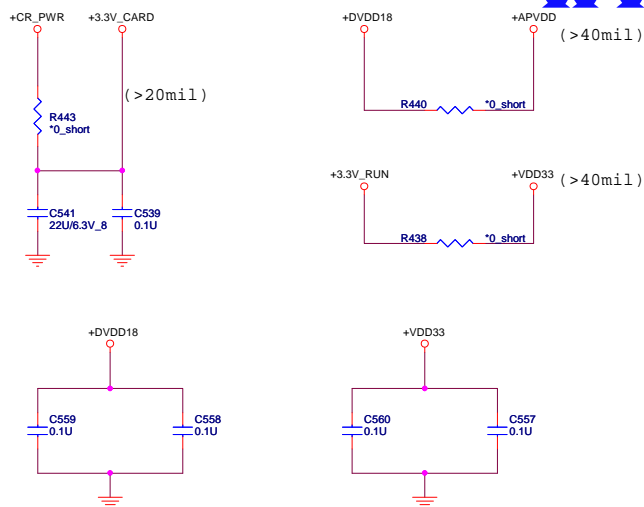 +CR_PWR
+3.3V_CARD
(>20mil)
R443
*0_short
C541
22U/6.3V_8
C539
0.1U
+DVDD18
+APVDD
(>40mil)
R440
*0_short
+3.3V_RUN
+VDD33
(>40mil)
R438
*0_short
+DVDD18
C559
0.1U
C558
0.1U
+VDD33
C560
0.1U
C557
0.1U